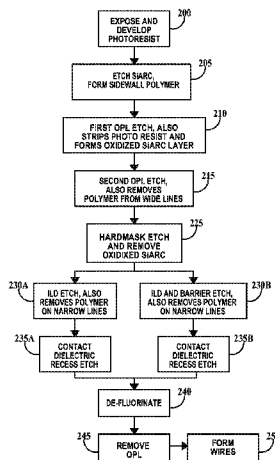 200
EXPOSE AND
DEVELOP
PHOTORESIST
205
ETCH SiARC,
FORM SIDEWALL POLYMER
210
FIRST OPL ETCH, ALSO
STRIPS PHOTO RESIST AND
FORMS OXIDIZED SiARC LAYER
215
SECOND OPL ETCH,
ALSO REMOVES
POLYMER FROM WIDE LINES
225
HARDMASK ETCH
AND REMOVE
OXIDIXED SiARC
230A
ILD ETCH, ALSO
REMOVES POLYMER
ON NARROW LINES
230B
ILD AND BARRIER ETCH,
ALSO REMOVES POLYMER
ON NARROW LINES
235A
CONTACT
DIELECTRIC
RECESS ETCH
235B
CONTACT
DIELECTRIC
RECESS ETCH
240
DE-FLUORINATE
245
REMOVE
OPL
FORM
WIRES